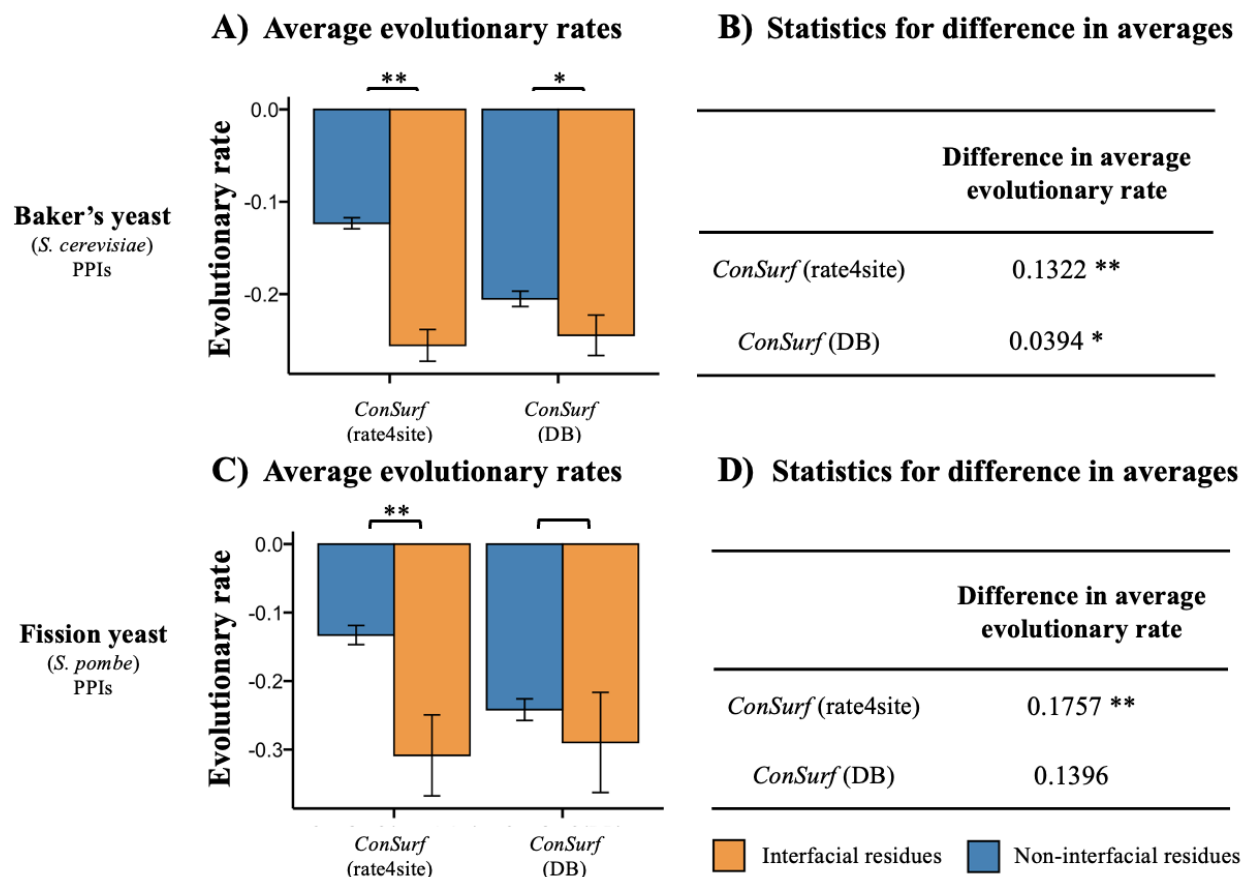 A) Average evolutionary rates
B) Statistics for difference in averages
Baker's yeast
(S. cerevisiae)
PPIs
Evolutionary rate
0.0
-0.1
-0.2
**
*
ConSurf
(rate4site)
ConSurf
(DB)
Difference in average
evolutionary rate
ConSurf (rate4site) 0.1322 **
ConSurf (DB) 0.0394 *
C) Average evolutionary rates
D) Statistics for difference in averages
Fission yeast
(S. pombe)
PPIs
Evolutionary rate
0.0
-0.1
-0.2
-0.3
**
ConSurf
(rate4site)
ConSurf
(DB)
Difference in average
evolutionary rate
ConSurf (rate4site) 0.1757 **
ConSurf (DB) 0.1396
Interfacial residues
Non-interfacial residues